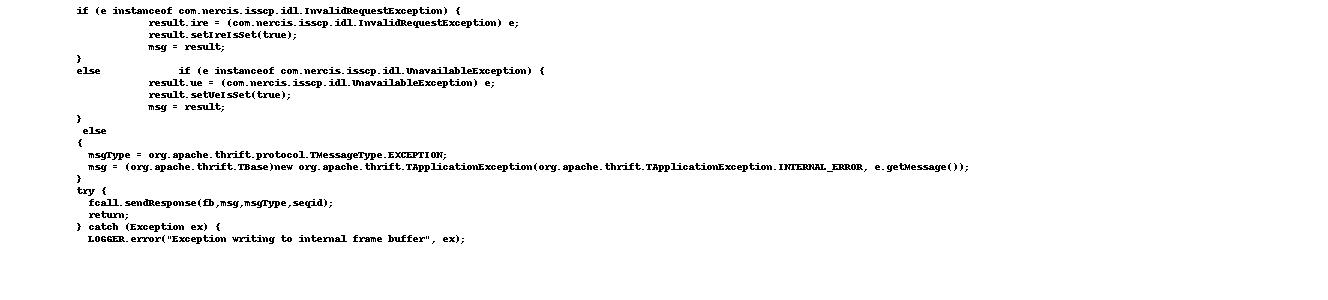 if (e instanceof com.nercis.isscp.idl.InvalidRequestException) {
result.ire = (com.nercis.isscp.idl.InvalidRequestException) e;
result.setIreIsSet(true);
msg = result;
}
else             if (e instanceof com.nercis.isscp.idl.UnavailableException) {
result.ue = (com.nercis.isscp.idl.UnavailableException) e;
result.setUeIsSet(true);
msg = result;
}
else
{
msgType = org.apache.thrift.protocol.TMessageType.EXCEPTION;
msg = (org.apache.thrift.TBase)new org.apache.thrift.TApplicationException(org.apache.thrift.TApplicationException.INTERNAL_ERROR, e.getMessage());
}
try {
fcall.sendResponse(fb,msg,msgType,seqid);
return;
} catch (Exception ex) {
LOGGER.error("Exception writing to internal frame buffer", ex);